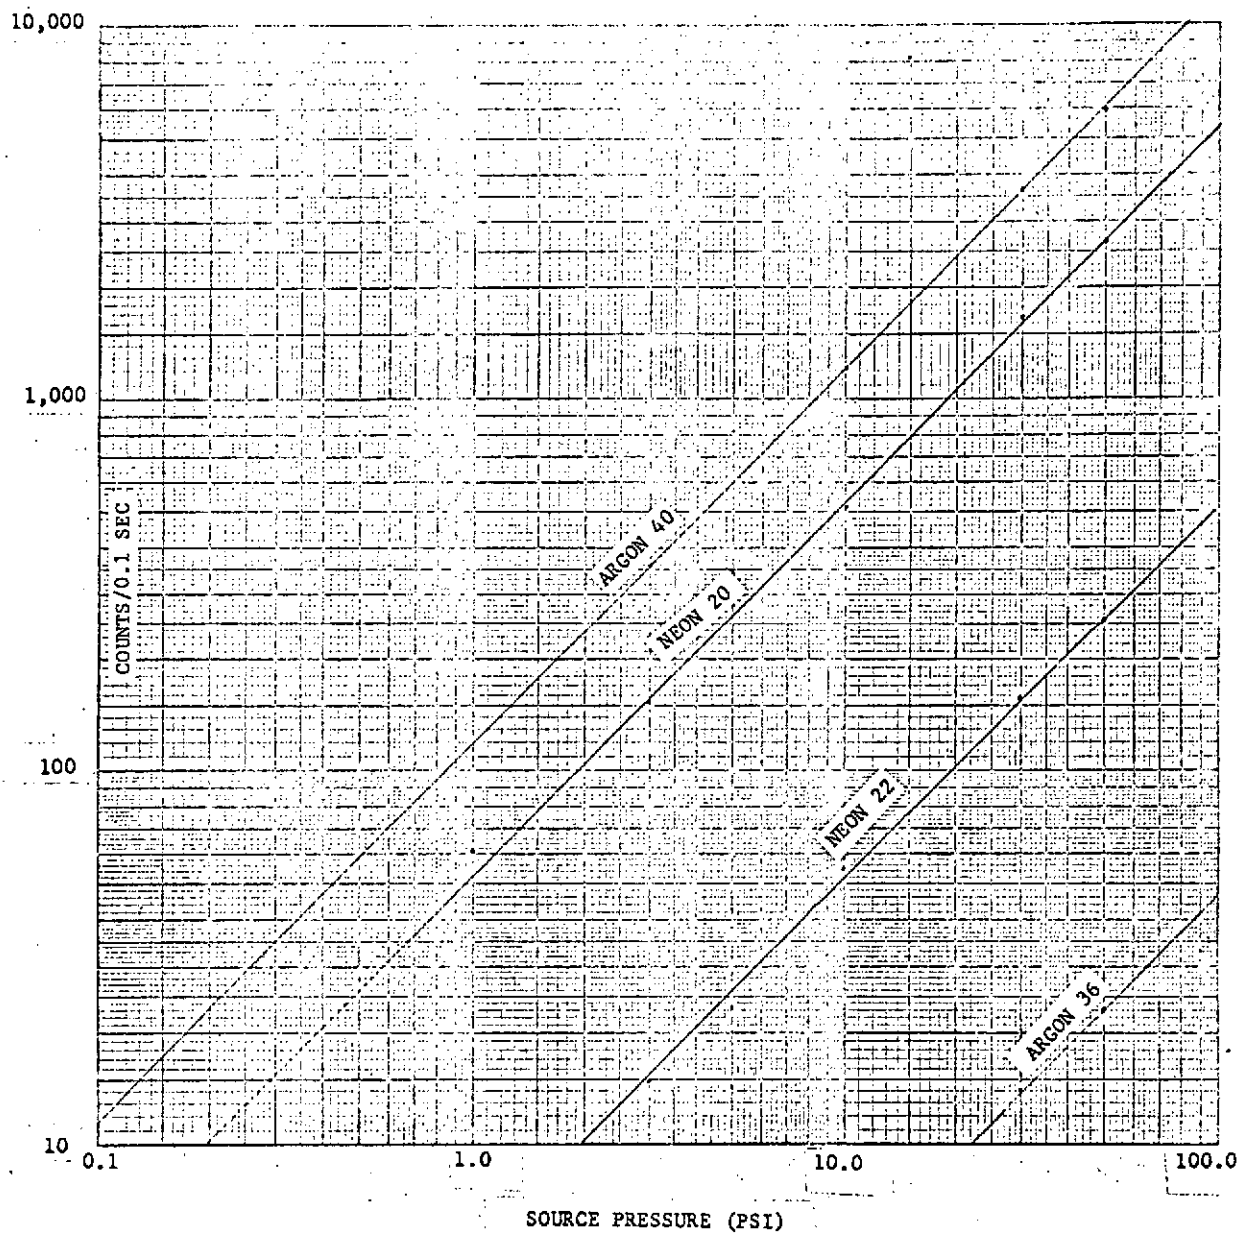 10,000
1,000
100
10
COUNTS/0.1 SEC
ARGON 40
NEON 20
NEON 22
ARGON 36
0.1
1.0
10.0
100.0
SOURCE PRESSURE (PSI)